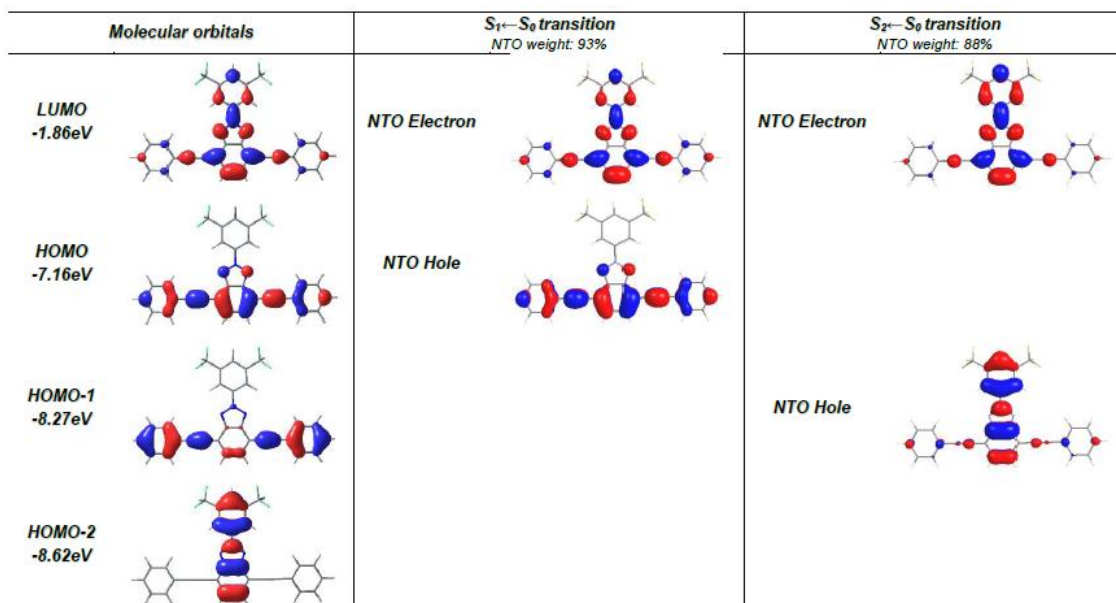 Molecular orbitals
S₁←S₀ transition
NTO weight: 93%
S₂←S₀ transition
NTO weight: 88%
LUMO
-1.86eV
NTO Electron
NTO Electron
HOMO
-7.16eV
NTO Hole
HOMO-1
-8.27eV
NTO Hole
HOMO-2
-8.62eV